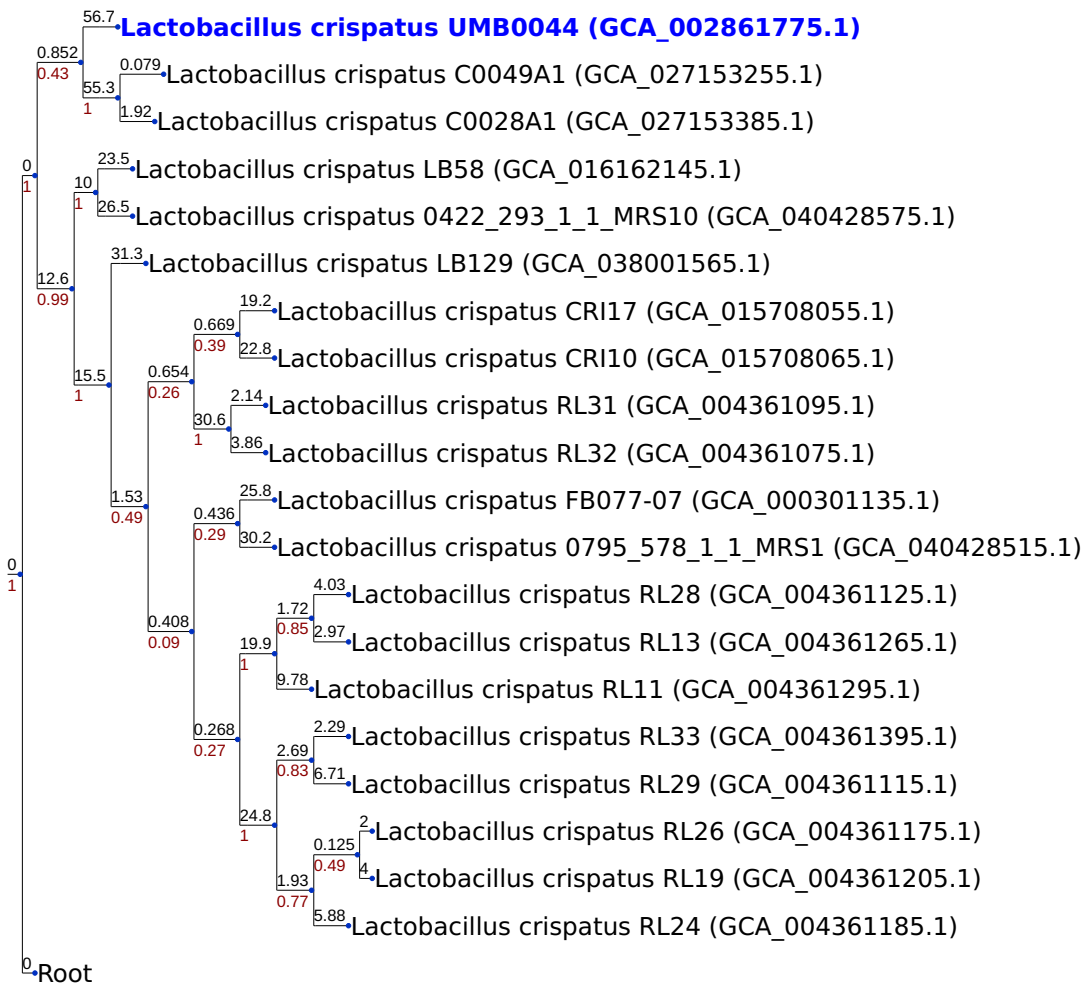 56.7
Lactobacillus crispatus UMB0044 (GCA_002861775.1)
0.852
0.43
0.079
Lactobacillus crispatus C0049A1 (GCA_027153255.1)
55.3
1
1.92
Lactobacillus crispatus C0028A1 (GCA_027153385.1)
0
1
23.5
Lactobacillus crispatus LB58 (GCA_016162145.1)
10
1
26.5
Lactobacillus crispatus 0422_293_1_1_MRS10 (GCA_040428575.1)
31.3
Lactobacillus crispatus LB129 (GCA_038001565.1)
12.6
0.99
19.2
Lactobacillus crispatus CRI17 (GCA_015708055.1)
0.669
0.39
22.8
Lactobacillus crispatus CRI10 (GCA_015708065.1)
15.5
1
0.654
0.26
2.14
Lactobacillus crispatus RL31 (GCA_004361095.1)
30.6
1
3.86
Lactobacillus crispatus RL32 (GCA_004361075.1)
1.53
0.49
25.8
Lactobacillus crispatus FB077-07 (GCA_000301135.1)
0.436
0.29
30.2
Lactobacillus crispatus 0795_578_1_1_MRS1 (GCA_040428515.1)
0
1
4.03
Lactobacillus crispatus RL28 (GCA_004361125.1)
1.72
0.85
2.97
Lactobacillus crispatus RL13 (GCA_004361265.1)
0.408
0.09
19.9
1
9.78
Lactobacillus crispatus RL11 (GCA_004361295.1)
0.268
0.27
2.29
Lactobacillus crispatus RL33 (GCA_004361395.1)
2.69
0.83
6.71
Lactobacillus crispatus RL29 (GCA_004361115.1)
24.8
1
2
Lactobacillus crispatus RL26 (GCA_004361175.1)
0.125
0.49
4
Lactobacillus crispatus RL19 (GCA_004361205.1)
1.93
0.77
5.88
Lactobacillus crispatus RL24 (GCA_004361185.1)
0
Root